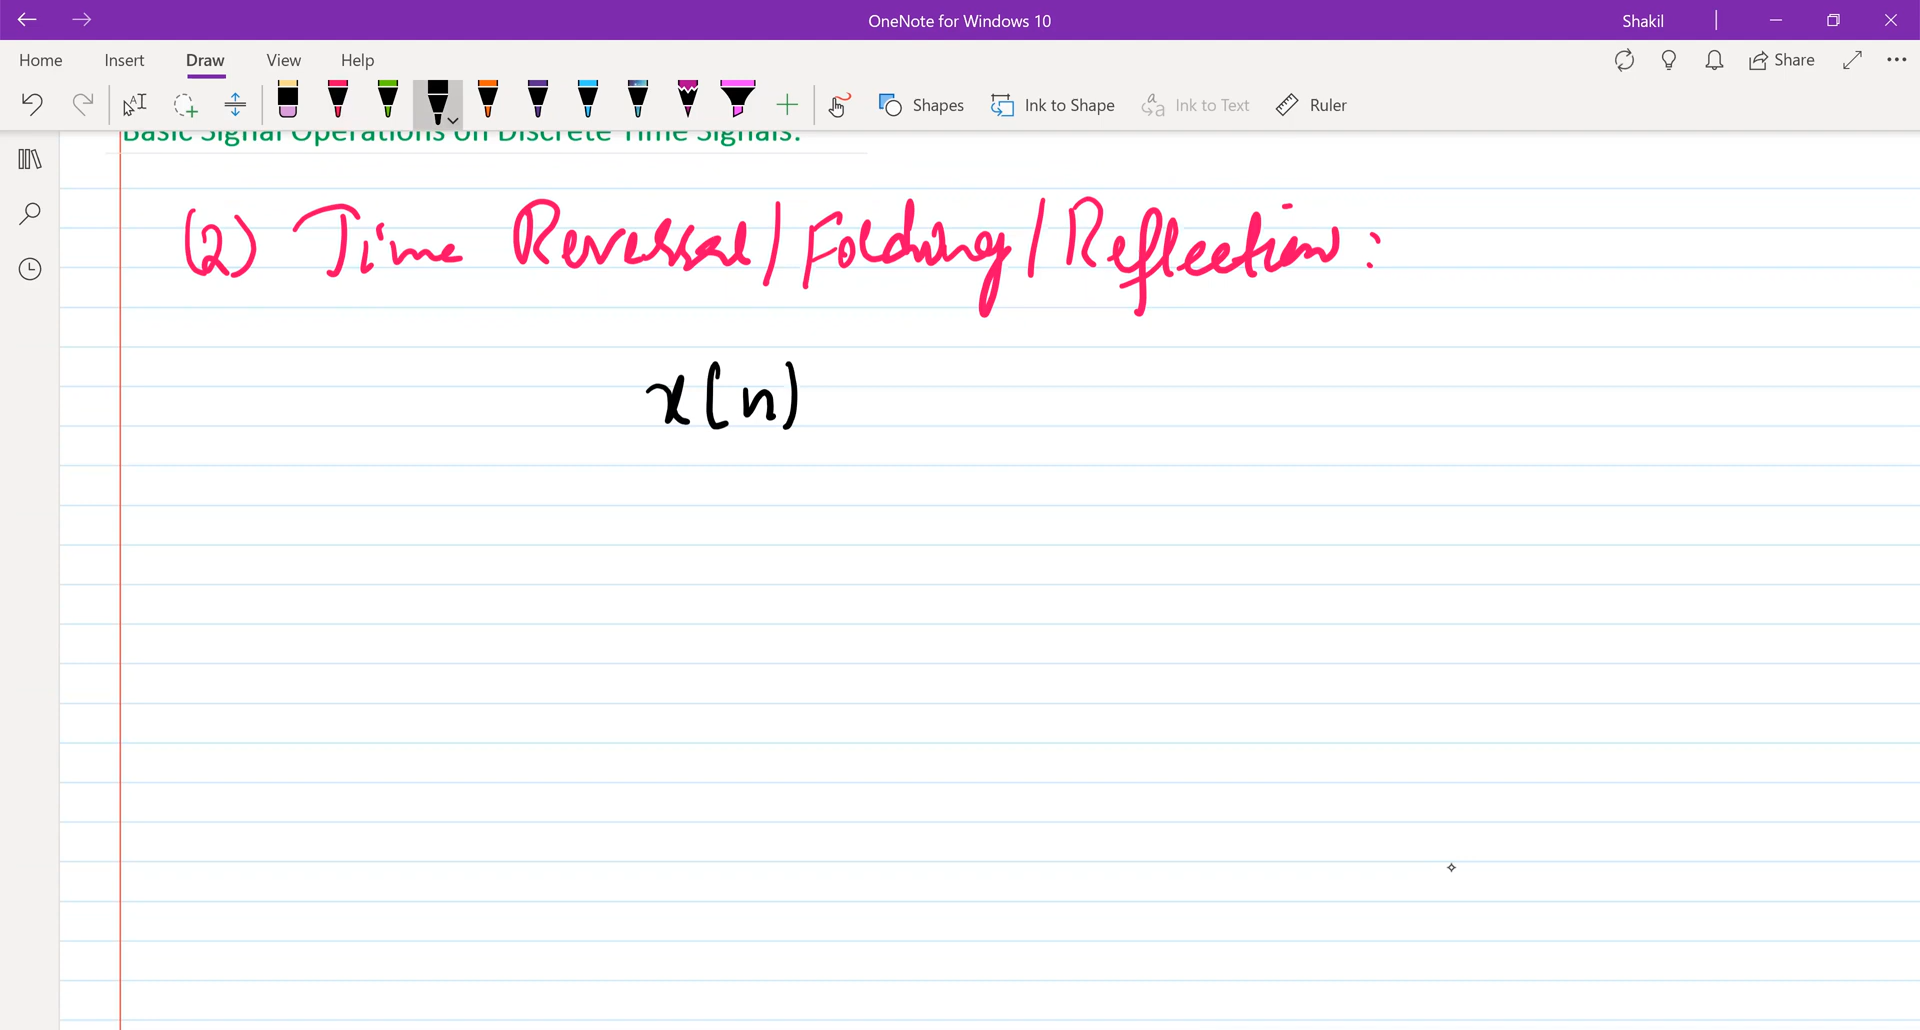 OneNote for Windows 10 Shakil
Home Insert Draw View Help Share
Shapes Ink to Shape Ink to Text Ruler
Basic Signal Operations on Discrete Time Signals:
(2) Time Reversal/Folding/Reflection:
x[n]